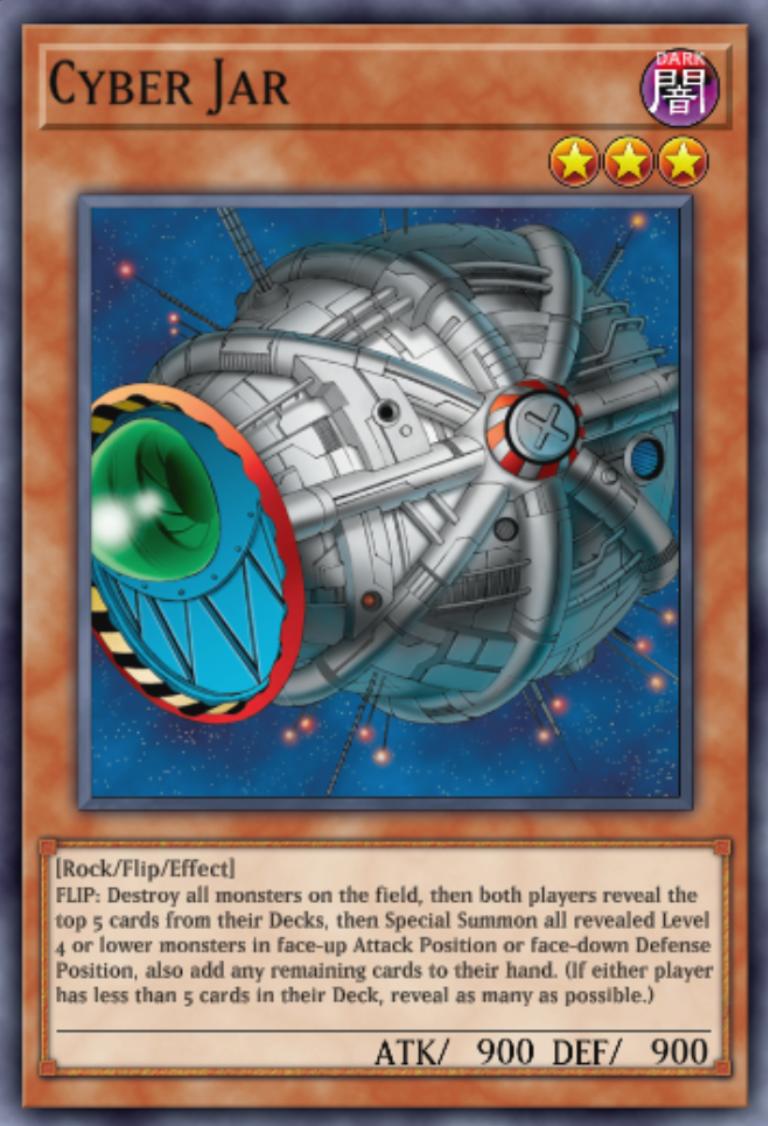 CYBER JAR
DARK
闇
[Rock/Flip/Effect]
FLIP: Destroy all monsters on the field, then both players reveal the
top 5 cards from their Decks, then Special Summon all revealed Level
4 or lower monsters in face-up Attack Position or face-down Defense
Position, also add any remaining cards to their hand. (If either player
has less than 5 cards in their Deck, reveal as many as possible.)
ATK/ 900 DEF/ 900